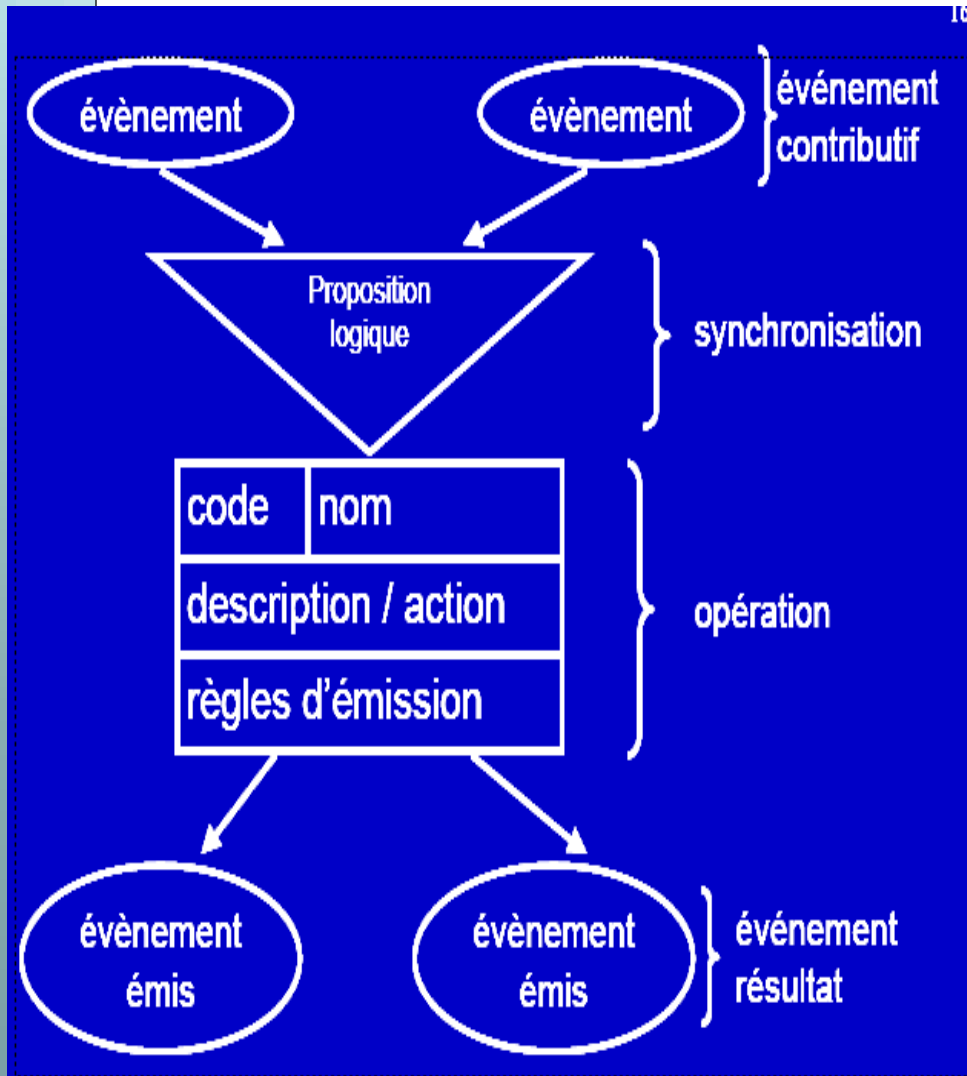 16
évènement
évènement
événement
contributif
Proposition
logique
synchronisation
code
nom
description / action
opération
règles d'émission
évènement
émis
évènement
émis
événement
résultat